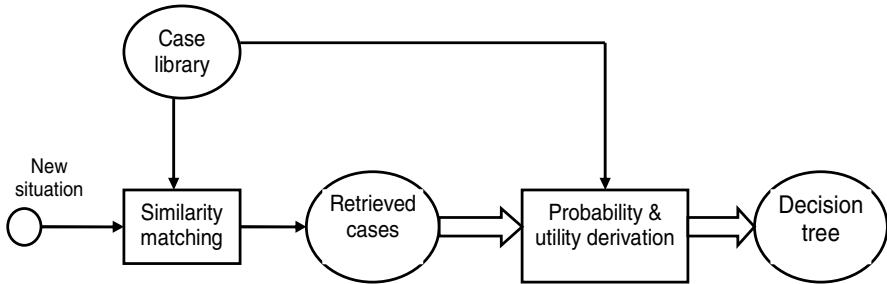 Case
library
New
situation
Similarity
matching
Retrieved
cases
Probability &
utility derivation
Decision
tree